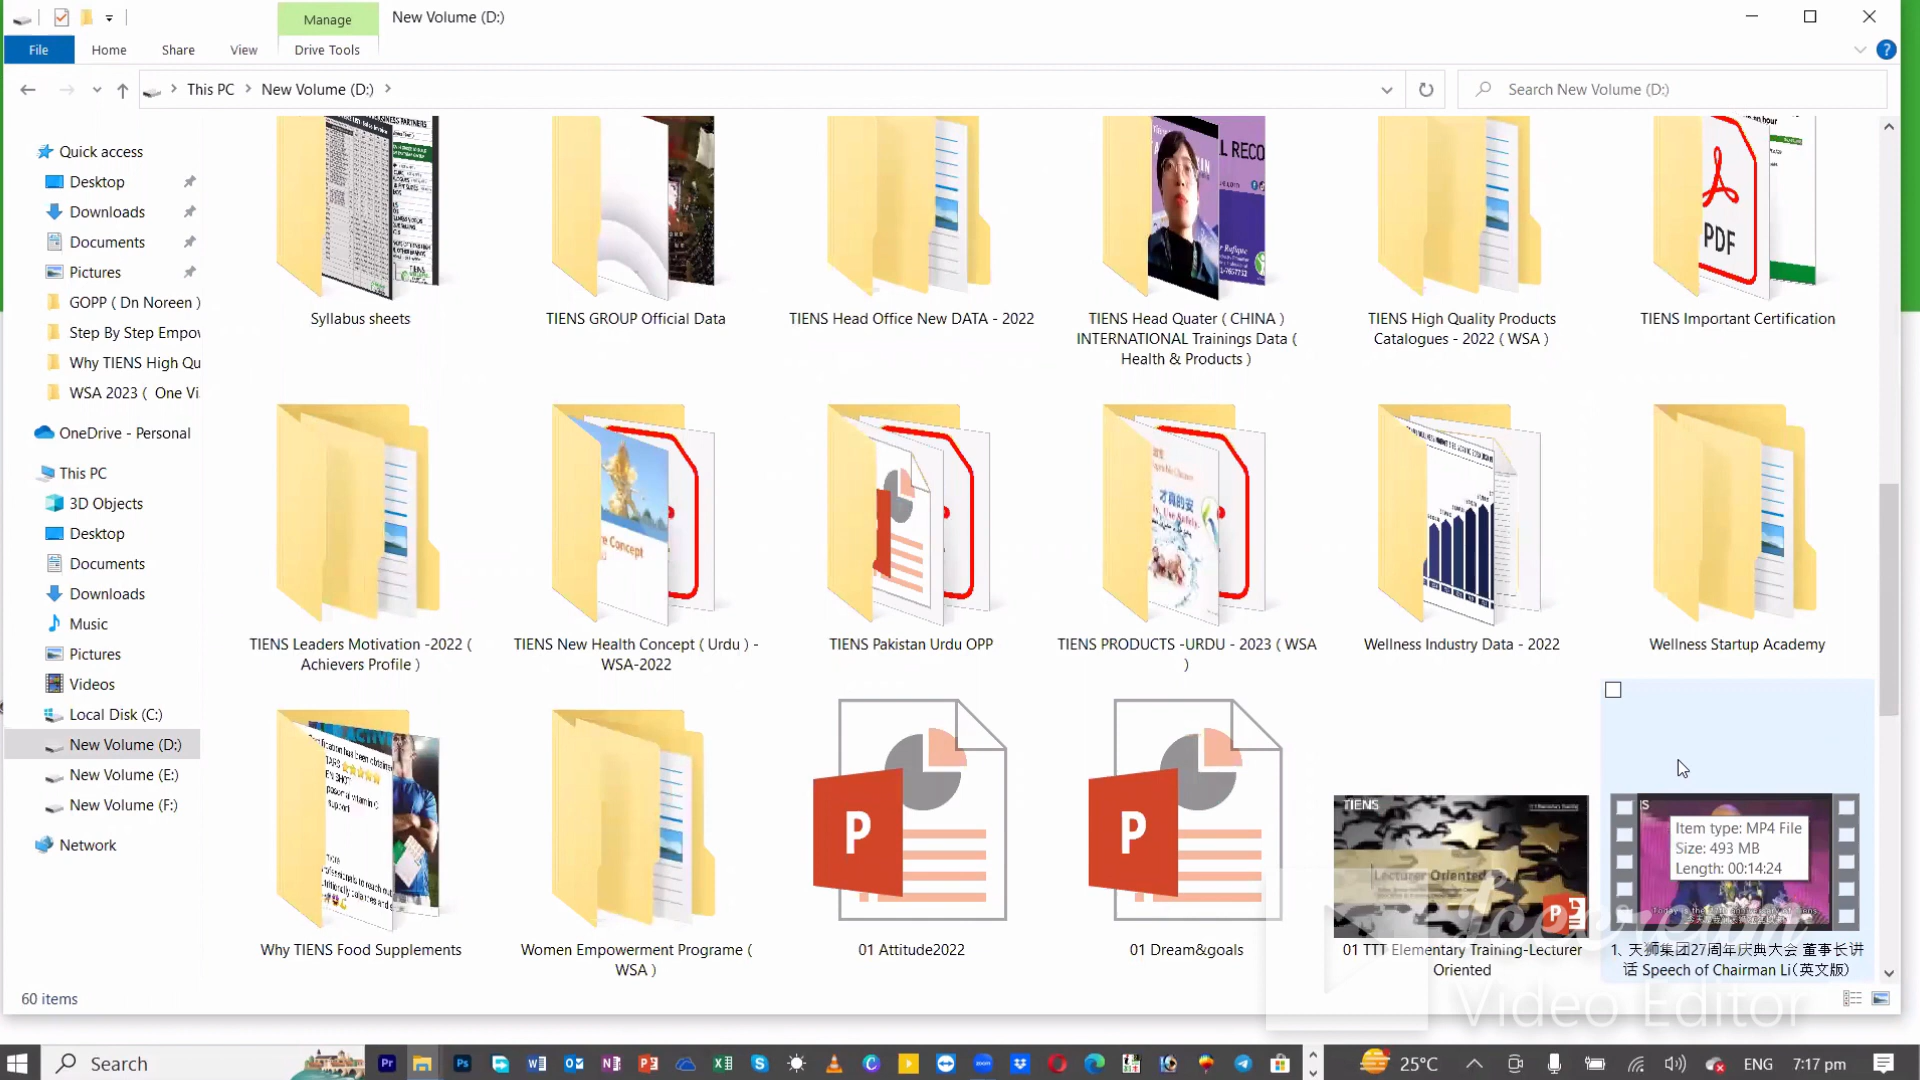 Manage
New Volume (D:)
File
Home
Share
View
Drive Tools
This PC
New Volume (D:)
Search New Volume (D:)
Quick access
Desktop
Downloads
Documents
Pictures
GOPP ( Dn Noreen )
Step By Step Empov
Why TIENS High Qu
WSA 2023 ( One Vi
OneDrive - Personal
This PC
3D Objects
Desktop
Documents
Downloads
Music
Pictures
Videos
Local Disk (C:)
New Volume (D:)
New Volume (E:)
New Volume (F:)
Network
PDF
Syllabus sheets
TIENS GROUP Official Data
TIENS Head Office New DATA - 2022
TIENS Head Quater ( CHINA )
INTERNATIONAL Trainings Data (
Health & Products )
TIENS High Quality Products
Catalogues - 2022 ( WSA )
TIENS Important Certification
TIENS Leaders Motivation -2022 (
Achievers Profile )
TIENS New Health Concept ( Urdu ) -
WSA-2022
TIENS Pakistan Urdu OPP
TIENS PRODUCTS -URDU - 2023 ( WSA
)
Wellness Industry Data - 2022
Wellness Startup Academy
Why TIENS Food Supplements
Women Empowerment Programe (
WSA )
P
01 Attitude2022
P
01 Dream&goals
TIENS
Lecturer Oriented
01 TTT Elementary Training-Lecturer
Oriented
Item type: MP4 File
Size: 493 MB
Length: 00:14:24
1、天狮集团27周年庆典大会 董事长讲
话 Speech of Chairman Li（英文版）
60 items
Icecream
Video Editor
Search
25°C
ENG
7:17 pm